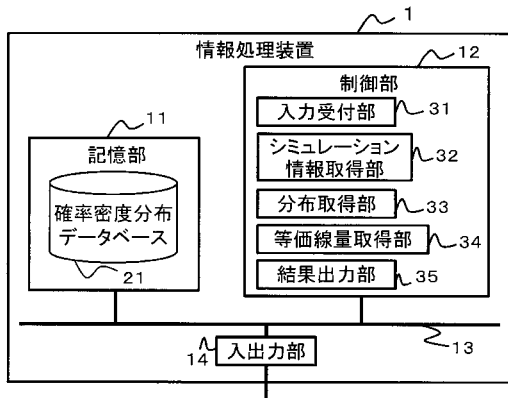 1
情報処理装置
12
制御部
入力受付部
31
シミュレーション
情報取得部
32
分布取得部
33
等価線量取得部
34
結果出力部
35
11
記憶部
確率密度分布
データベース
21
13
14
入出力部